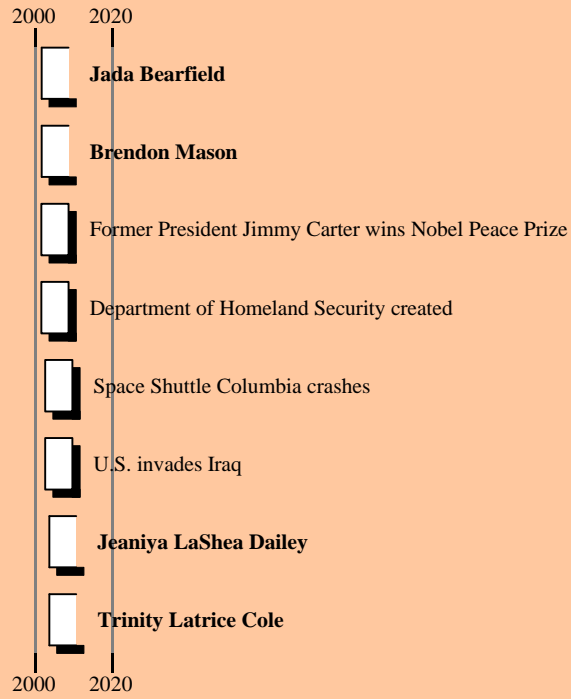 2000 2020
Jada Bearfield
Brendon Mason
Former President Jimmy Carter wins Nobel Peace Prize
Department of Homeland Security created
Space Shuttle Columbia crashes
U.S. invades Iraq
Jeaniya LaShea Dailey
Trinity Latrice Cole
2000 2020